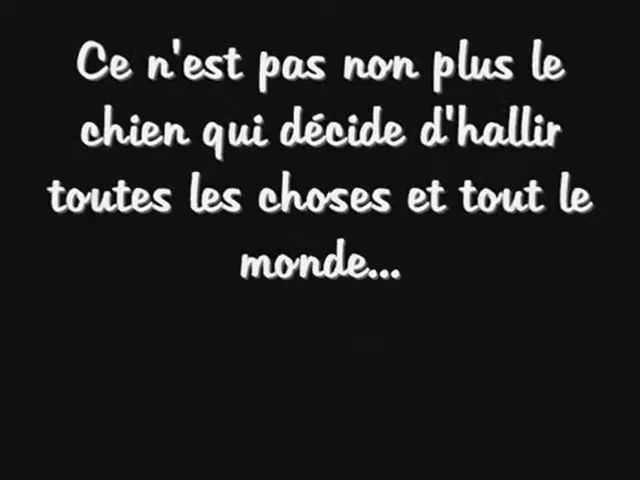 Ce n'est pas non plus le
chien qui décide d'hallir
toutes les choses et tout le
monde...